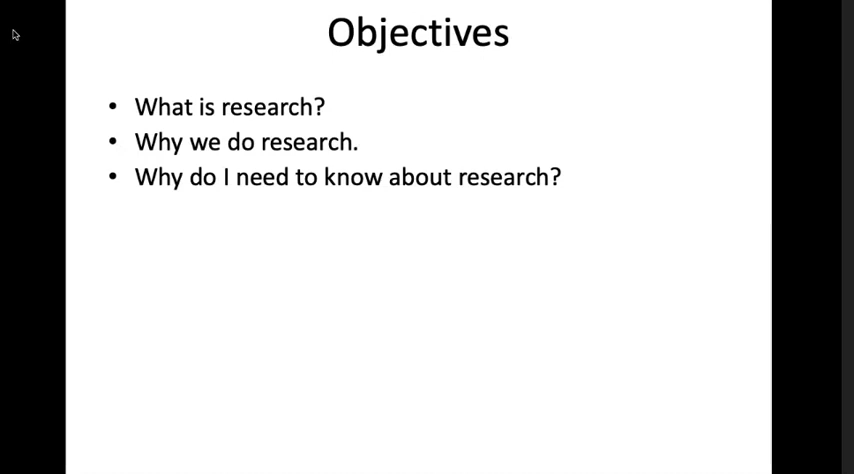 Objectives
• What is research?
• Why we do research.
• Why do I need to know about research?